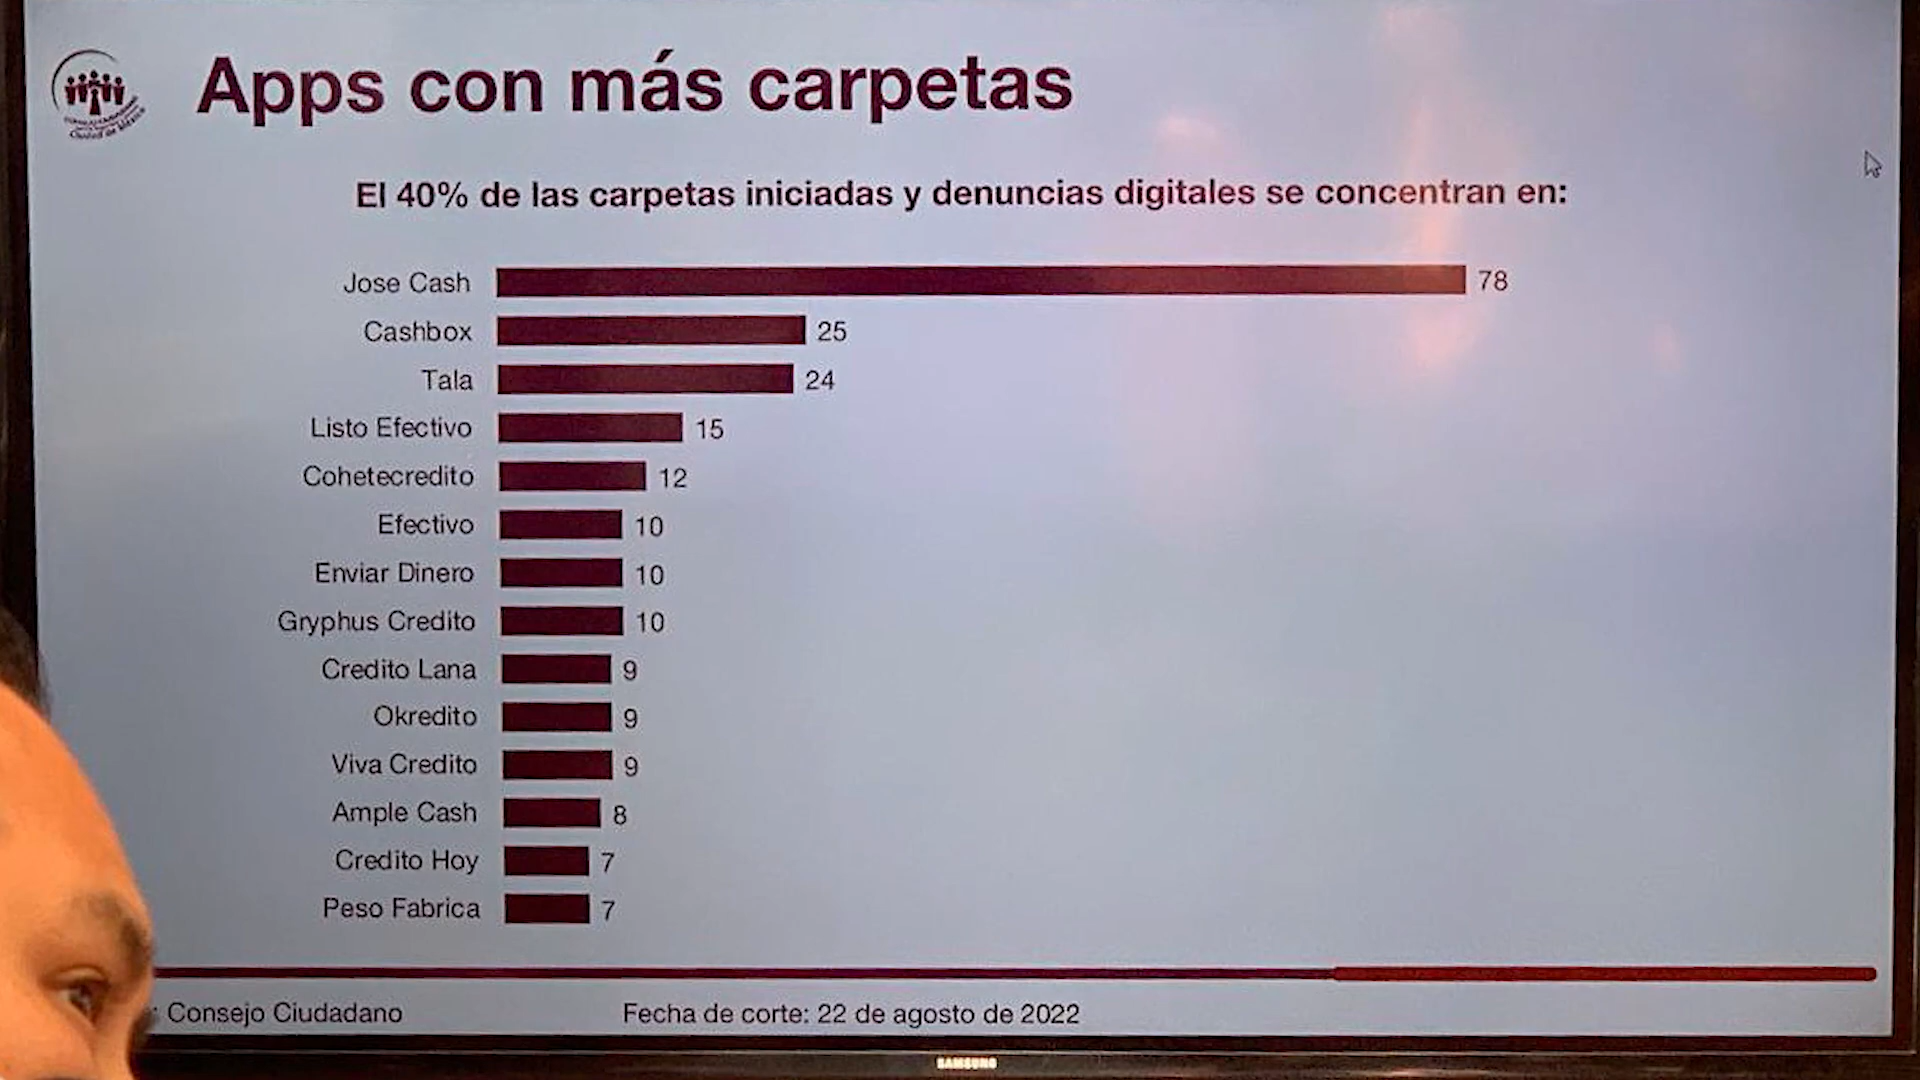 Apps con más carpetas
Ciudad de México
El 40% de las carpetas iniciadas y denuncias digitales se concentran en:
Jose Cash 78
Cashbox 25
Tala 24
Listo Efectivo 15
Cohetecredito 12
Efectivo 10
Enviar Dinero 10
Gryphus Credito 10
Credito Lana 9
Okredito 9
Viva Credito 9
Ample Cash 8
Credito Hoy 7
Peso Fabrica 7
: Consejo Ciudadano Fecha de corte: 22 de agosto de 2022
SAMSUNG